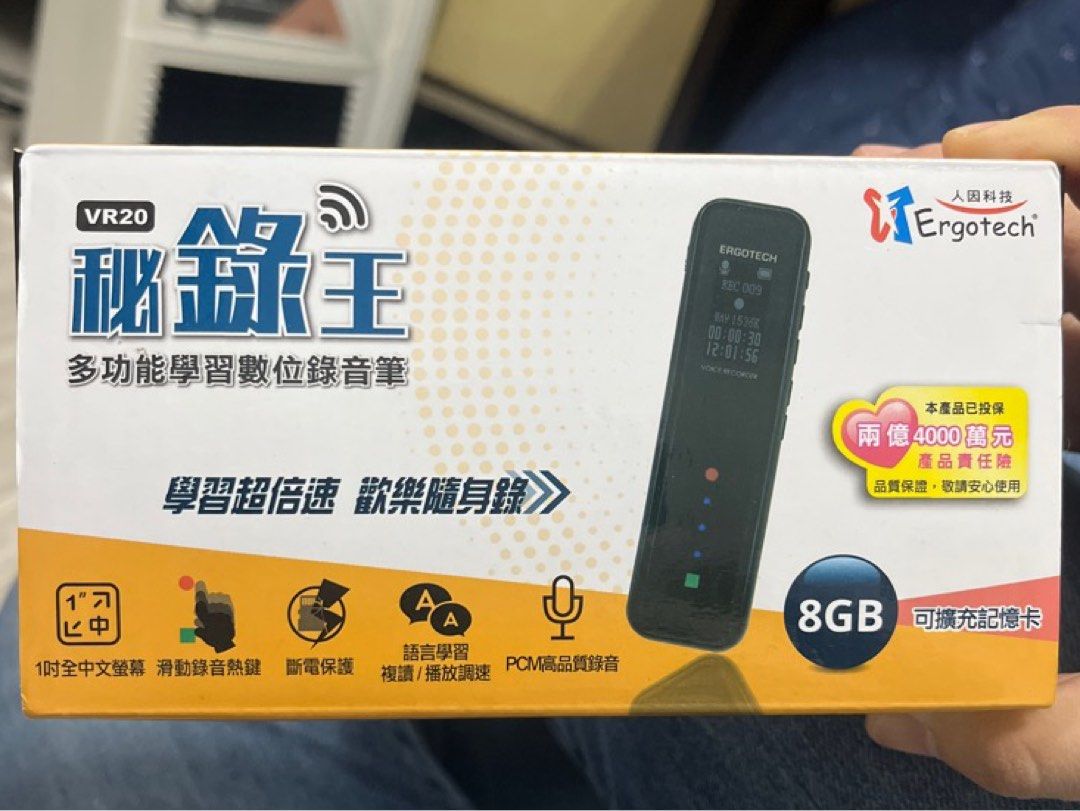 VR20
秘錄王
多功能學習數位錄音筆
人因科技
Ergotech®
ERGOTECH
REC 009
WAV 1536K
00:00:30
12:01:56
VOICE RECORDER
本產品已投保
兩億4000萬元
產品責任險
品質保證，敬請安心使用
學習超倍速 歡樂隨身錄
8GB
可擴充記憶卡
1"
中
1吋全中文螢幕
滑動錄音熱鍵
斷電保護
A
A
語言學習
複讀/播放調速
PCM高品質錄音